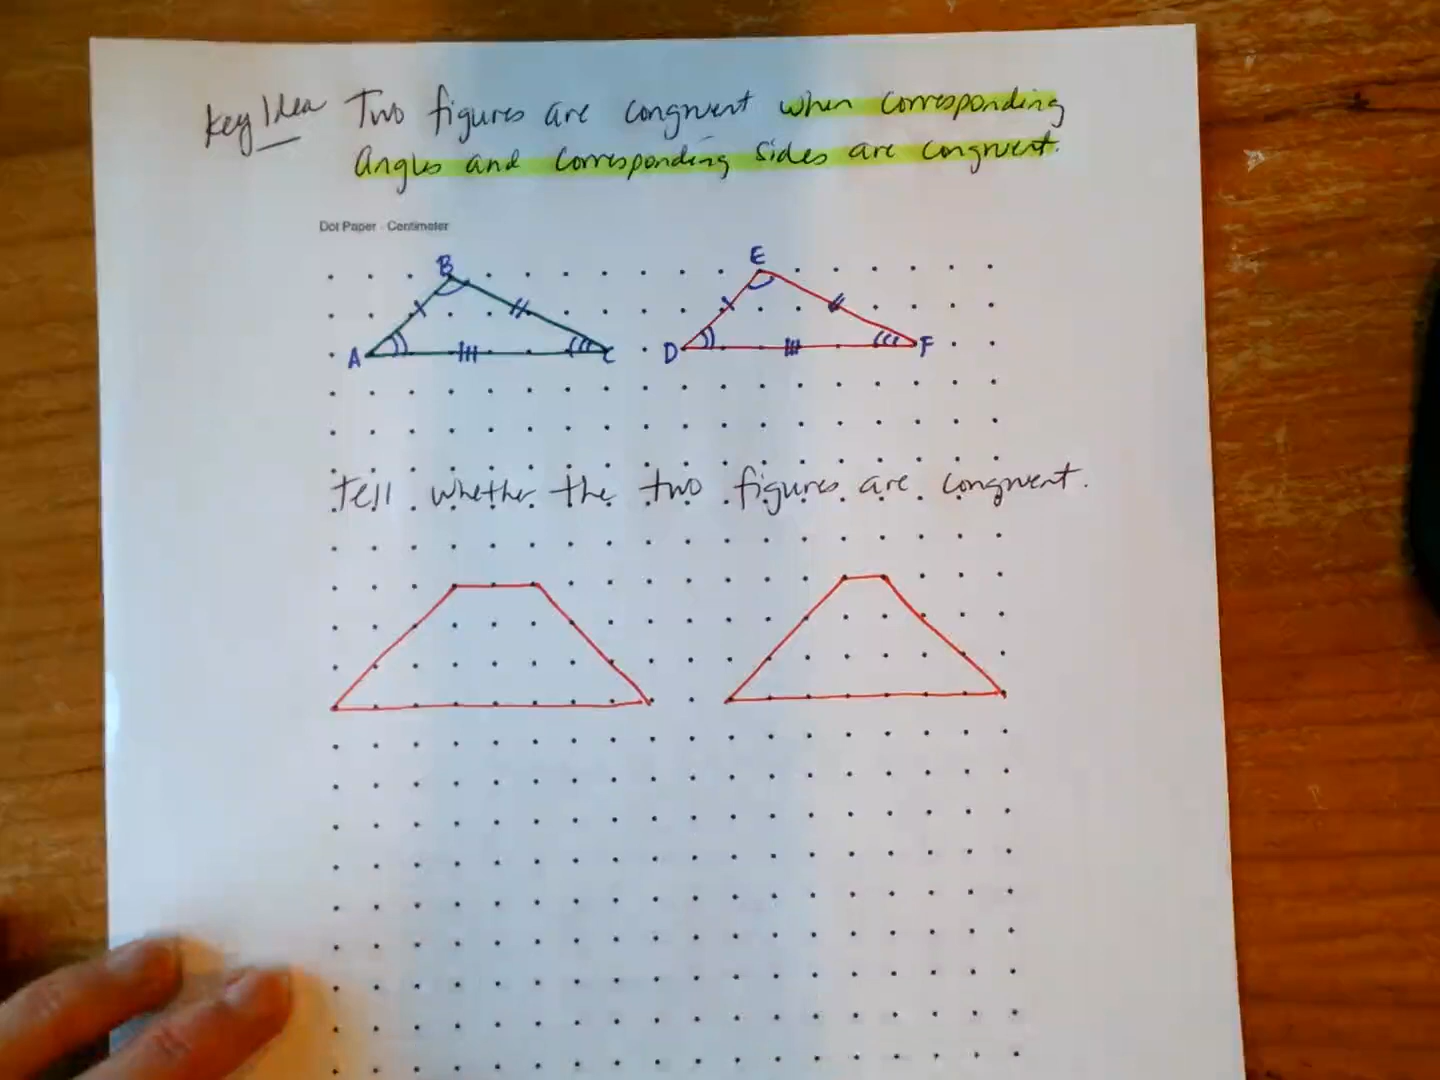 Key Idea Two figures are congruent when corresponding
angles and corresponding sides are congruent.
Dot Paper - Centimeter
B E
A C D F
Tell whether the two figures are congruent.